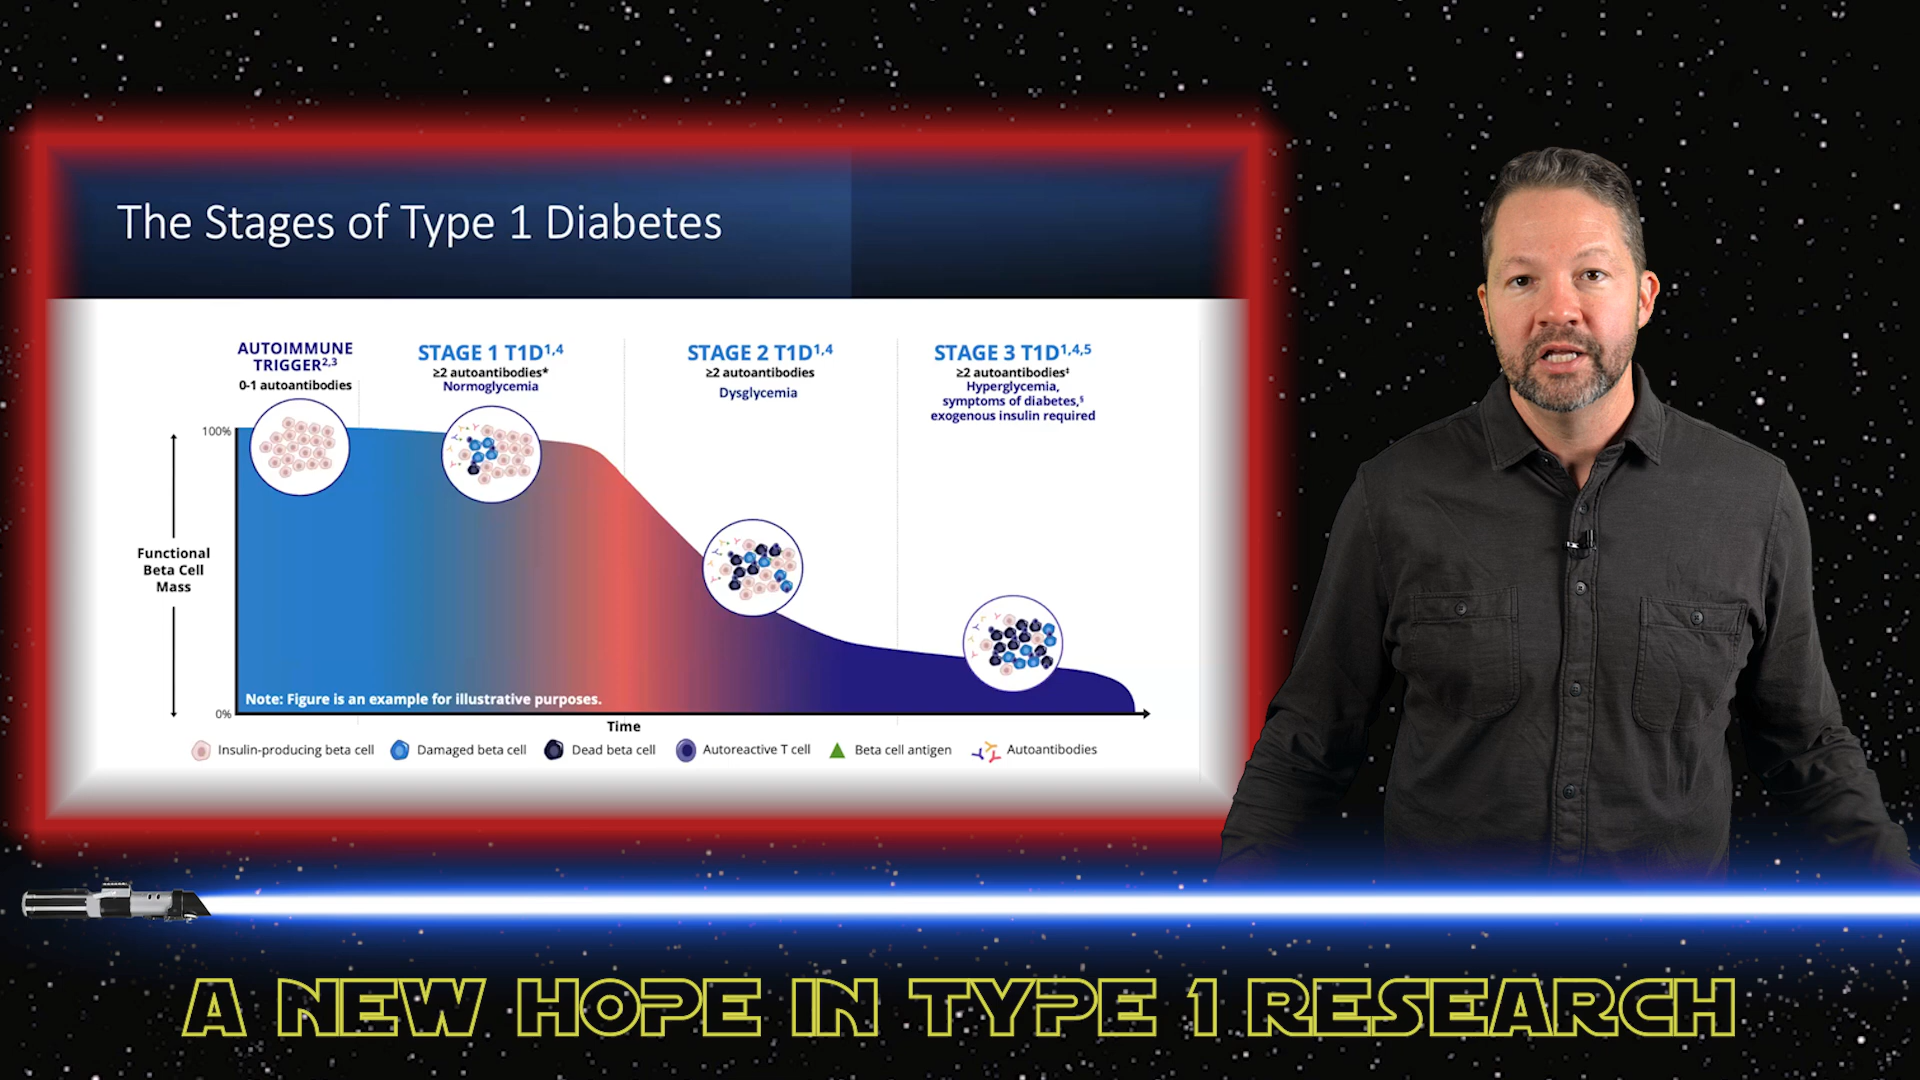 The Stages of Type 1 Diabetes
AUTOIMMUNE
TRIGGER2,3
0-1 autoantibodies
STAGE 1 T1D1,4
≥2 autoantibodies*
Normoglycemia
STAGE 2 T1D1,4
≥2 autoantibodies
Dysglycemia
STAGE 3 T1D1,4,5
≥2 autoantibodies‡
Hyperglycemia,
symptoms of diabetes,§
exogenous insulin required
100%
Functional
Beta Cell
Mass
0%
Note: Figure is an example for illustrative purposes.
Time
Insulin-producing beta cell
Damaged beta cell
Dead beta cell
Autoreactive T cell
Beta cell antigen
Autoantibodies
A NEW HOPE IN TYPE 1 RESEARCH